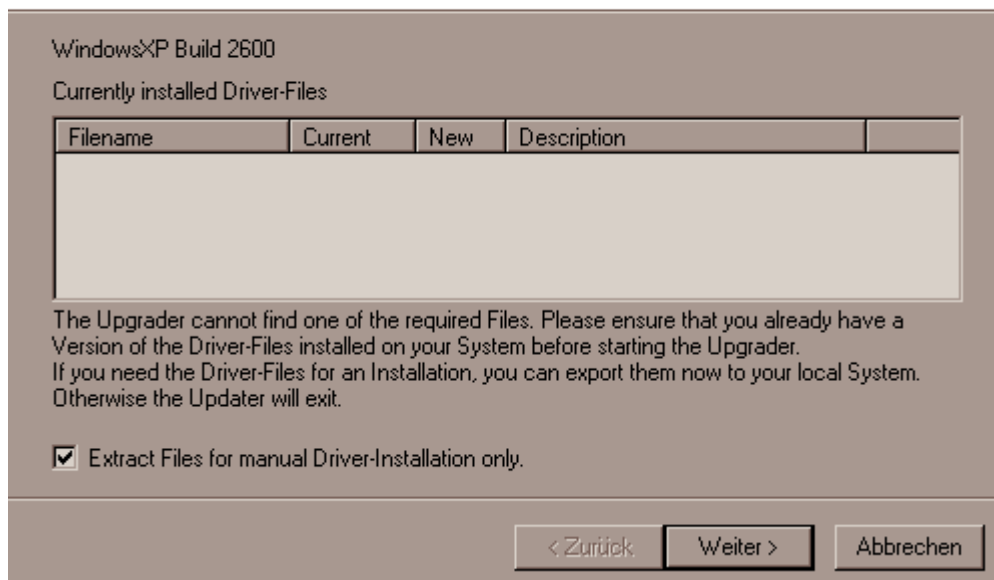 WindowsXP Build 2600
Currently installed Driver-Files
Filename Current New Description
The Upgrader cannot find one of the required Files. Please ensure that you already have a
Version of the Driver-Files installed on your System before starting the Upgrader.
If you need the Driver-Files for an Installation, you can export them now to your local System.
Otherwise the Updater will exit.
Extract Files for manual Driver-Installation only.
< Zurück Weiter > Abbrechen